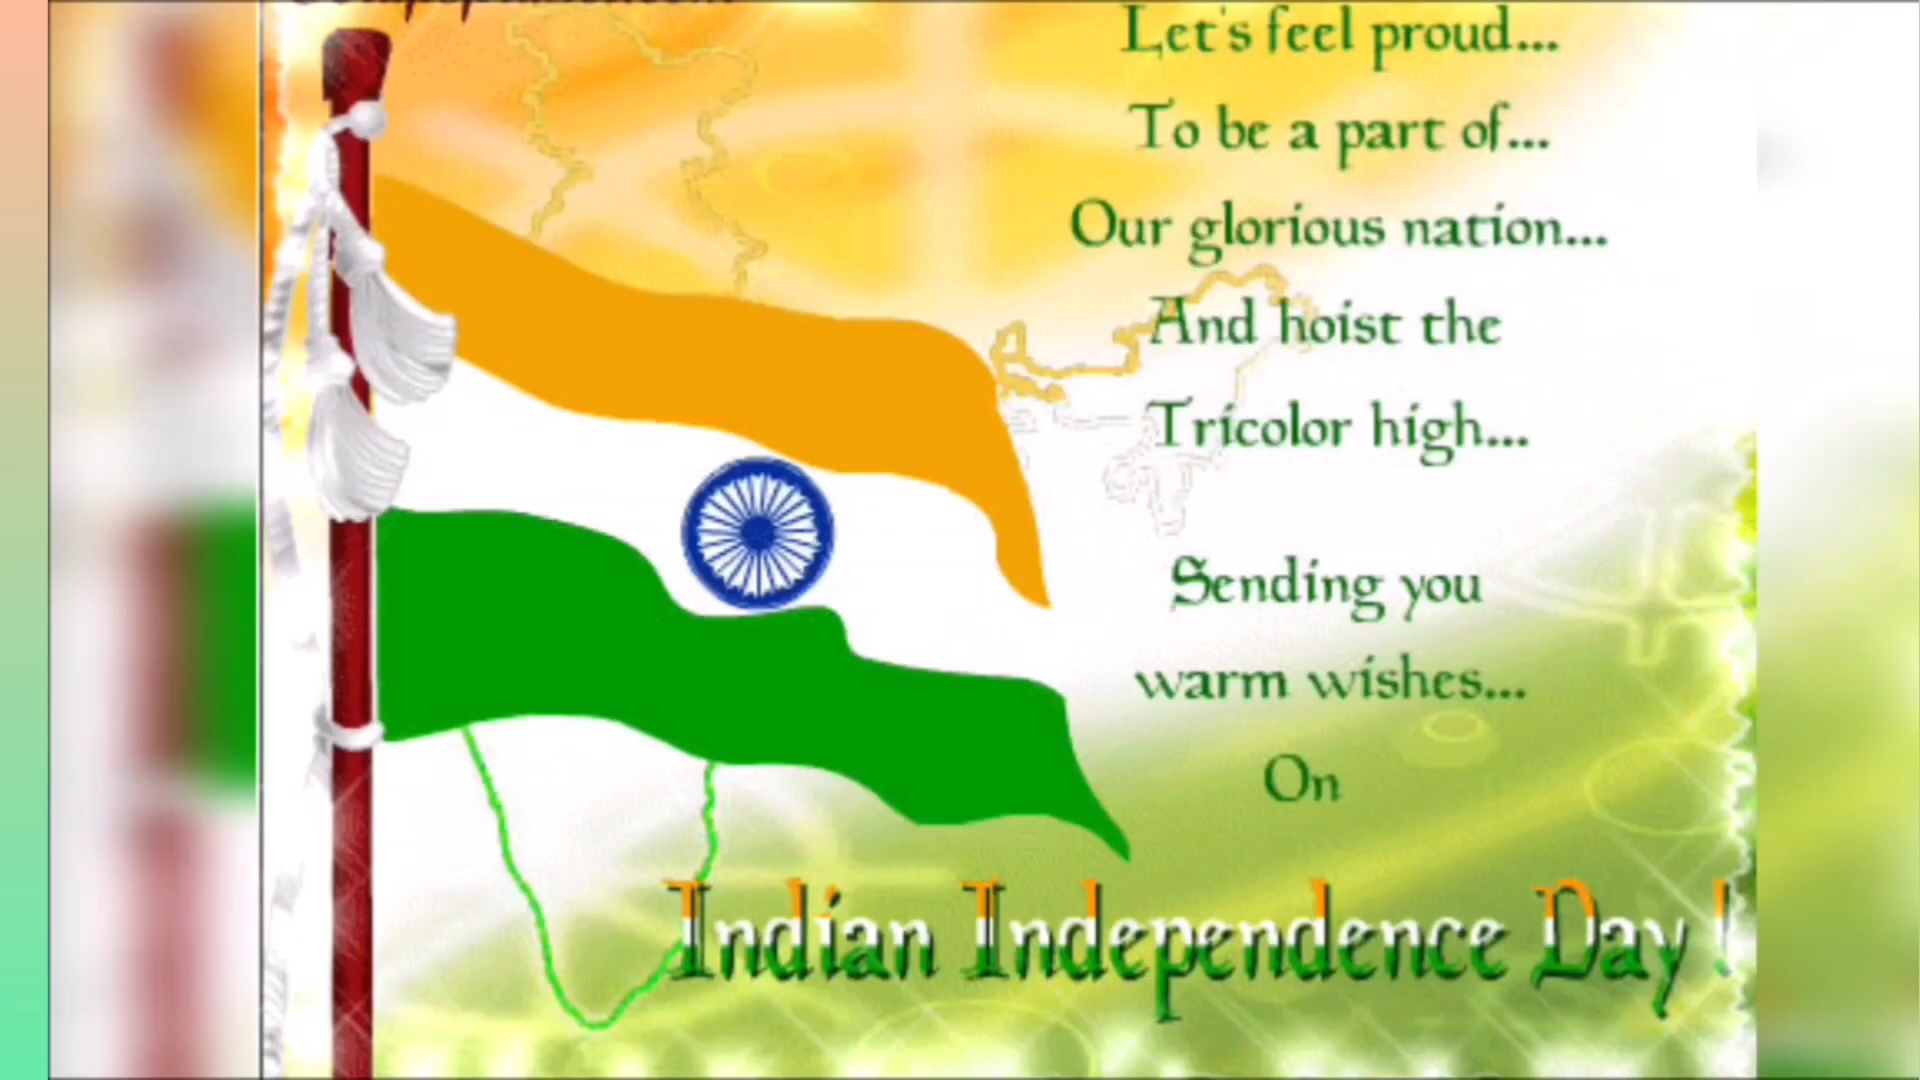 Let's feel proud...
To be a part of...
Our glorious nation...
And hoist the
Tricolor high...
Sending you
warm wishes...
On
Indian Independence Day !